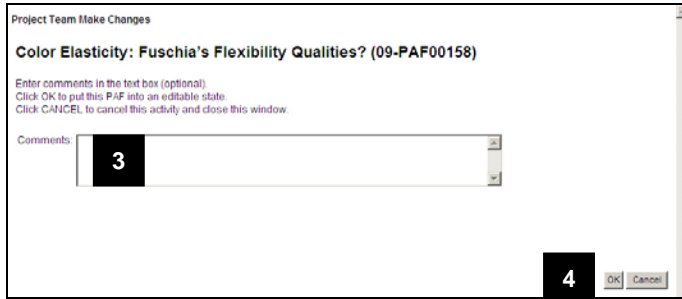 Project Team Make Changes
Color Elasticity: Fuschia's Flexibility Qualities? (09-PAF00158)
Enter comments in the text box (optional).
Click OK to put this PAF into an editable state.
Click CANCEL to cancel this activity and close this window.
Comments:
3
4 OK Cancel